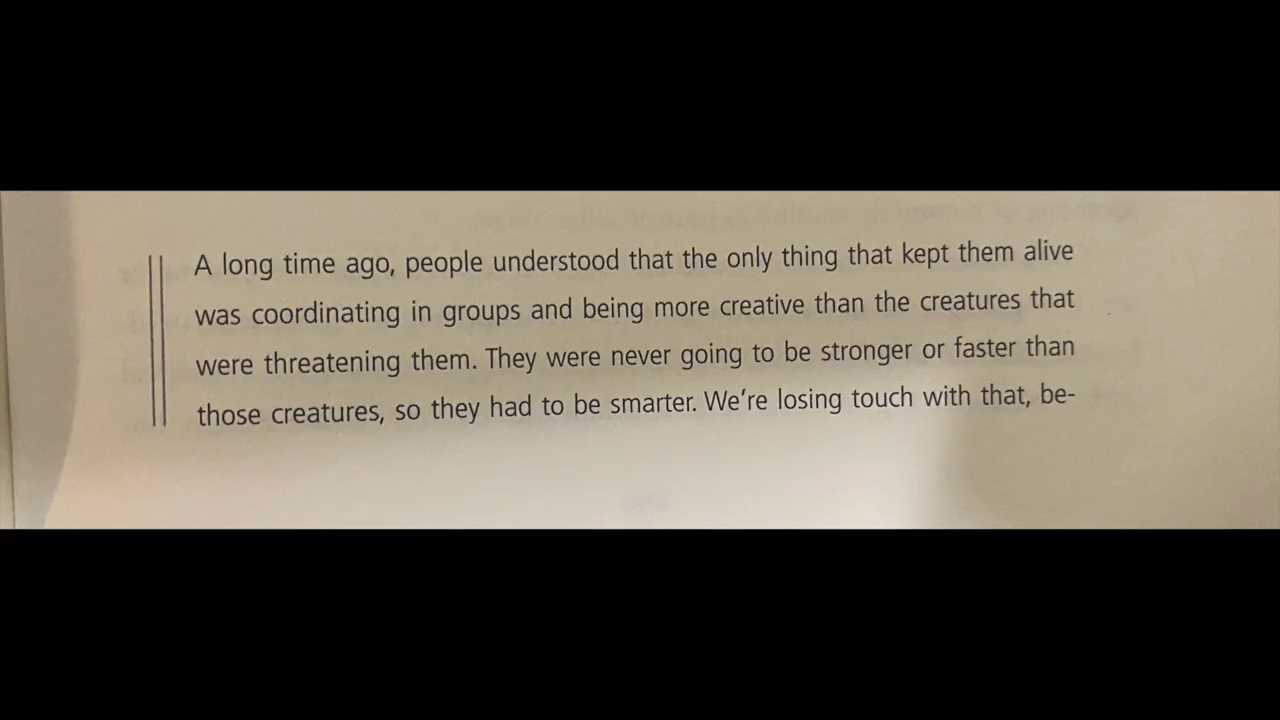 A long time ago, people understood that the only thing that kept them alive
was coordinating in groups and being more creative than the creatures that
were threatening them. They were never going to be stronger or faster than
those creatures, so they had to be smarter. We’re losing touch with that, be-